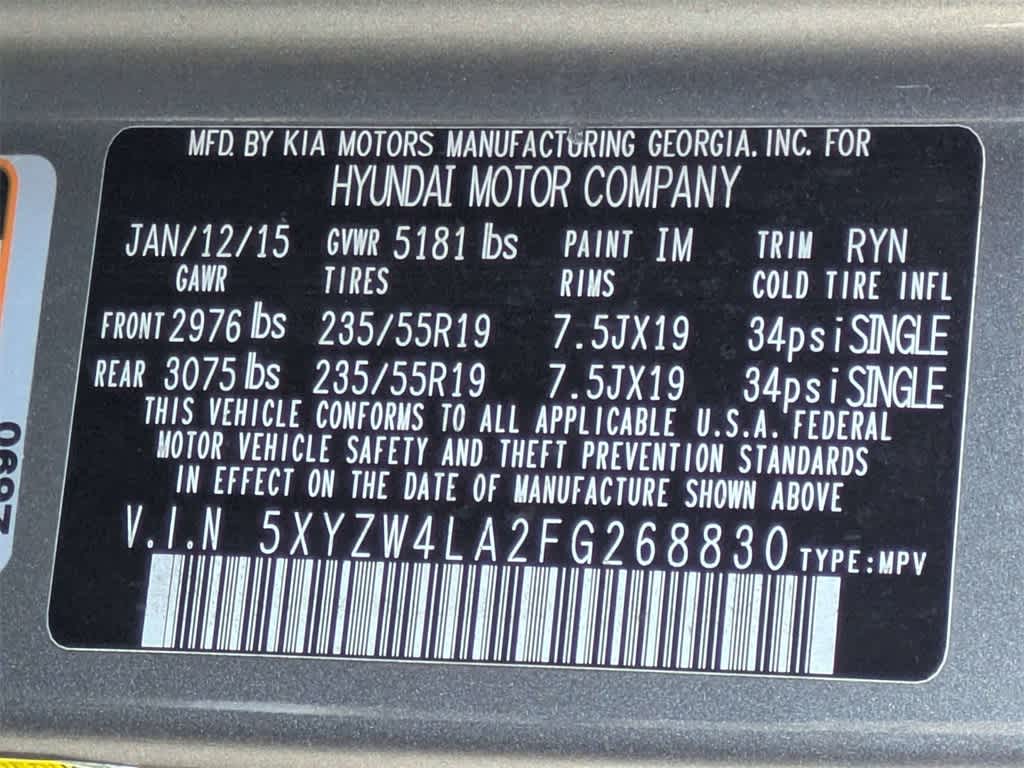 MFD. BY KIA MOTORS MANUFACTURING GEORGIA. INC. FOR
HYUNDAI MOTOR COMPANY
JAN/12/15 GVWR 5181 lbs PAINT IM TRIM RYN
GAWR TIRES RIMS COLD TIRE INFL
FRONT 2976 lbs 235/55R19 7.5JX19 34psi SINGLE
REAR 3075 lbs 235/55R19 7.5JX19 34psi SINGLE
THIS VEHICLE CONFORMS TO ALL APPLICABLE U.S.A. FEDERAL
MOTOR VEHICLE SAFETY AND THEFT PREVENTION STANDARDS
IN EFFECT ON THE DATE OF MANUFACTURE SHOWN ABOVE
V.I.N 5XYZW4LA2FG268830 TYPE:MPV